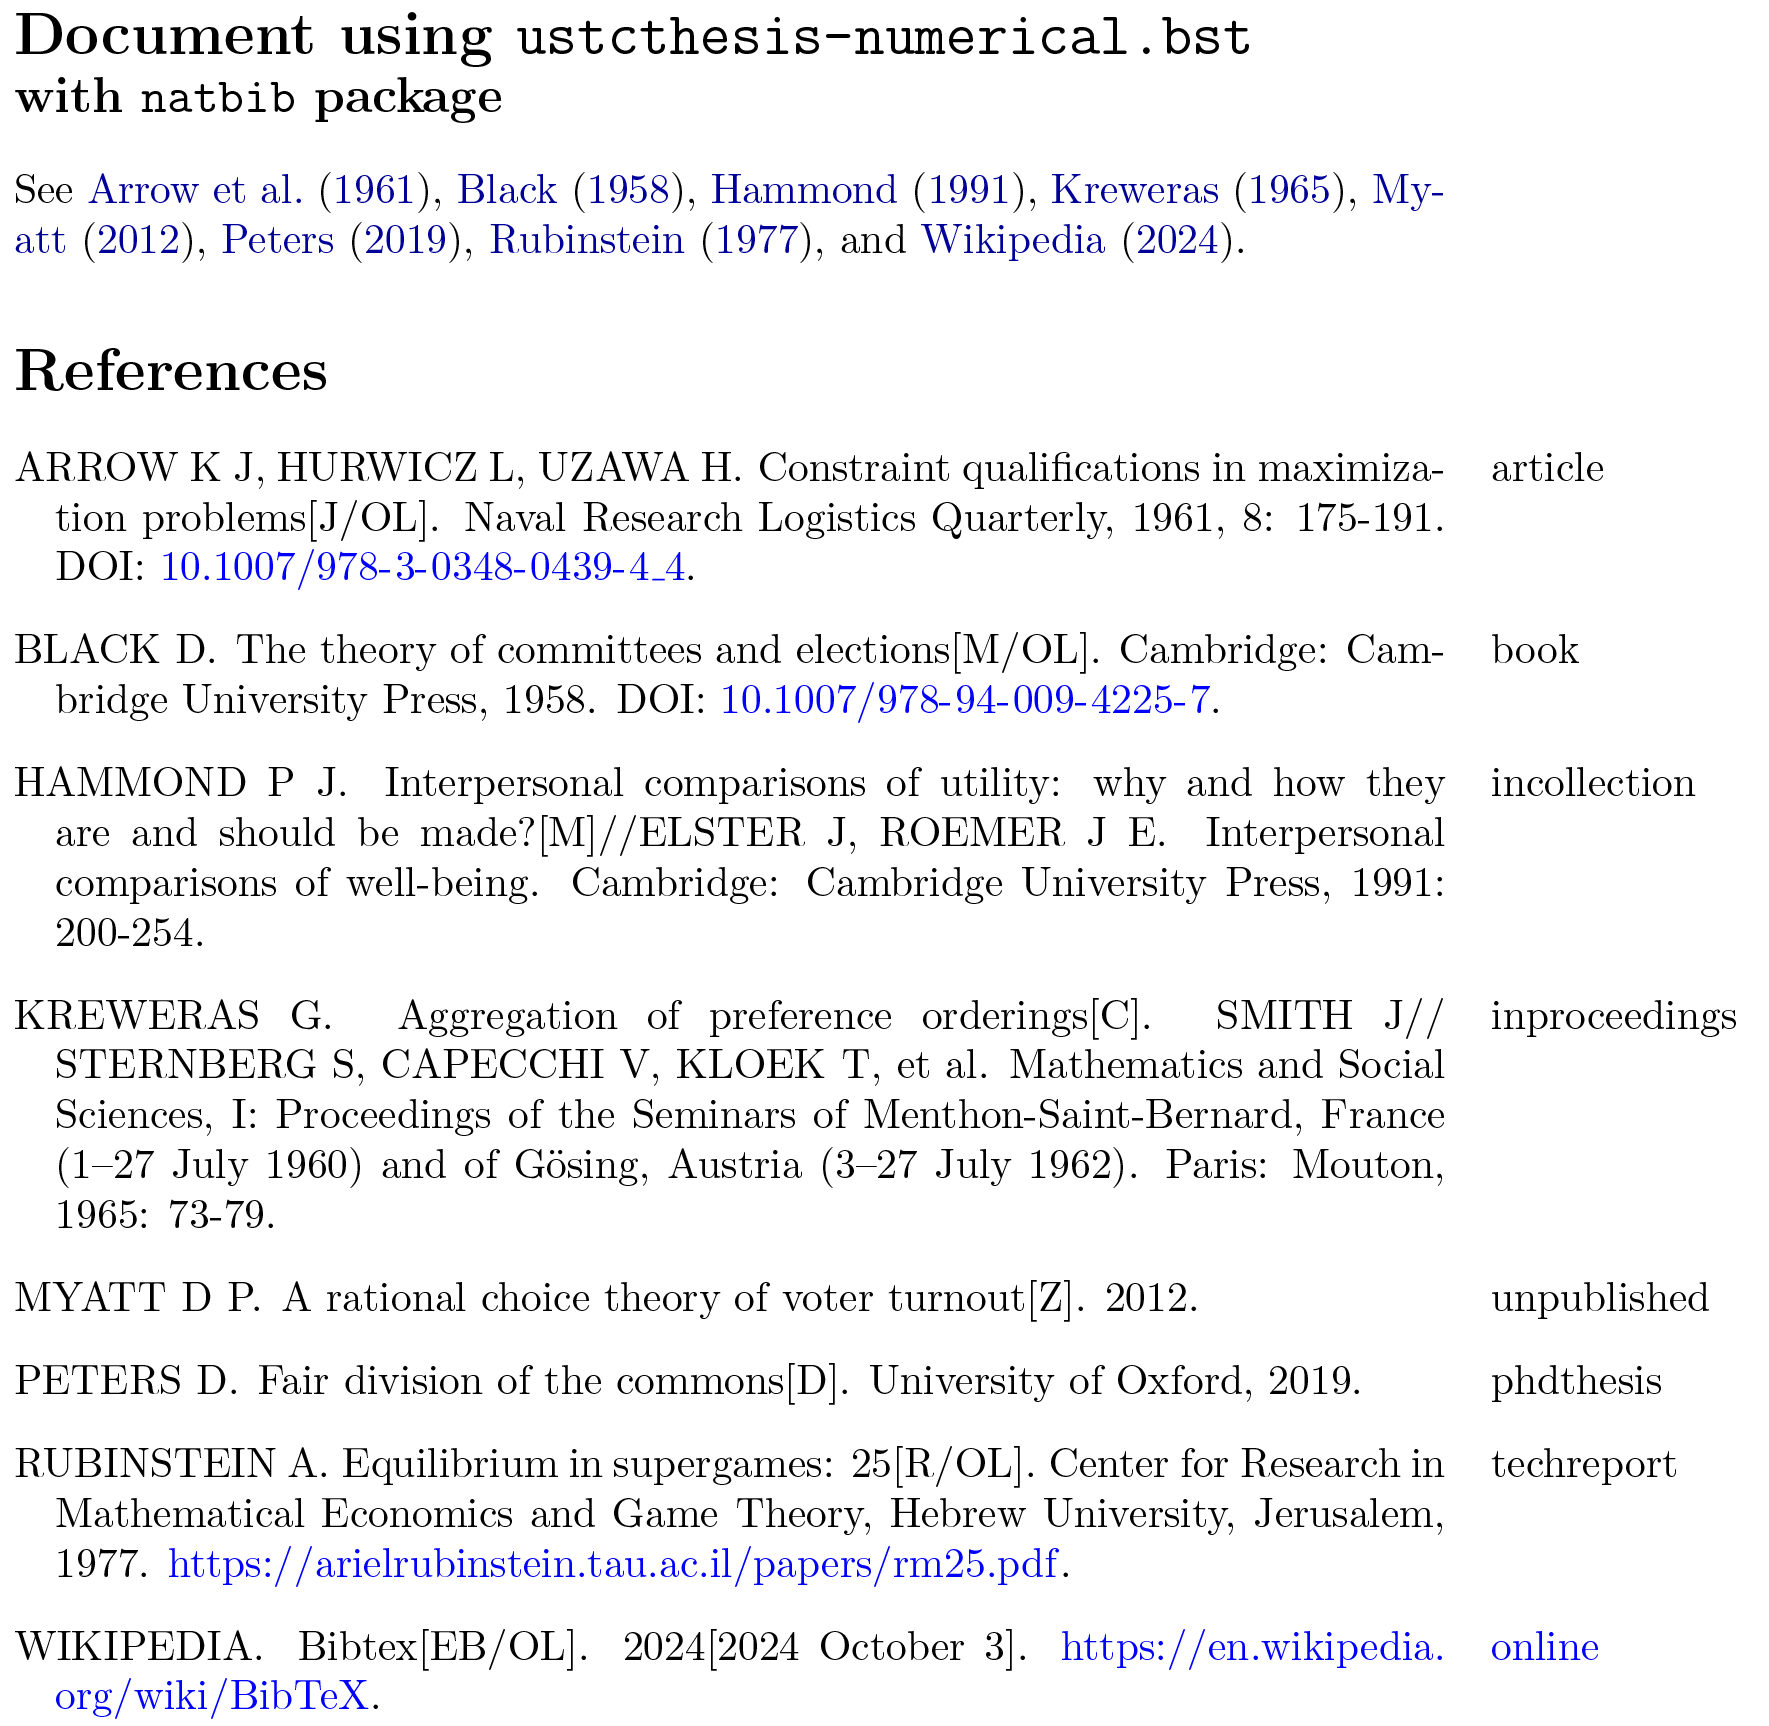 Document using ustcthesis-numerical.bst
with natbib package
See Arrow et al. (1961), Black (1958), Hammond (1991), Kreweras (1965), My-
att (2012), Peters (2019), Rubinstein (1977), and Wikipedia (2024).
References
ARROW K J, HURWICZ L, UZAWA H. Constraint qualifications in maximiza- article
tion problems[J/OL]. Naval Research Logistics Quarterly, 1961, 8: 175-191.
DOI: 10.1007/978-3-0348-0439-4_4.
BLACK D. The theory of committees and elections[M/OL]. Cambridge: Cam- book
bridge University Press, 1958. DOI: 10.1007/978-94-009-4225-7.
HAMMOND P J. Interpersonal comparisons of utility: why and how they incollection
are and should be made?[M]//ELSTER J, ROEMER J E. Interpersonal
comparisons of well-being. Cambridge: Cambridge University Press, 1991:
200-254.
KREWERAS G. Aggregation of preference orderings[C]. SMITH J// inproceedings
STERNBERG S, CAPECCHI V, KLOEK T, et al. Mathematics and Social
Sciences, I: Proceedings of the Seminars of Menthon-Saint-Bernard, France
(1–27 July 1960) and of Gösing, Austria (3–27 July 1962). Paris: Mouton,
1965: 73-79.
MYATT D P. A rational choice theory of voter turnout[Z]. 2012. unpublished
PETERS D. Fair division of the commons[D]. University of Oxford, 2019. phdthesis
RUBINSTEIN A. Equilibrium in supergames: 25[R/OL]. Center for Research in techreport
Mathematical Economics and Game Theory, Hebrew University, Jerusalem,
1977. https://arielrubinstein.tau.ac.il/papers/rm25.pdf.
WIKIPEDIA. Bibtex[EB/OL]. 2024[2024 October 3]. https://en.wikipedia. online
org/wiki/BibTeX.